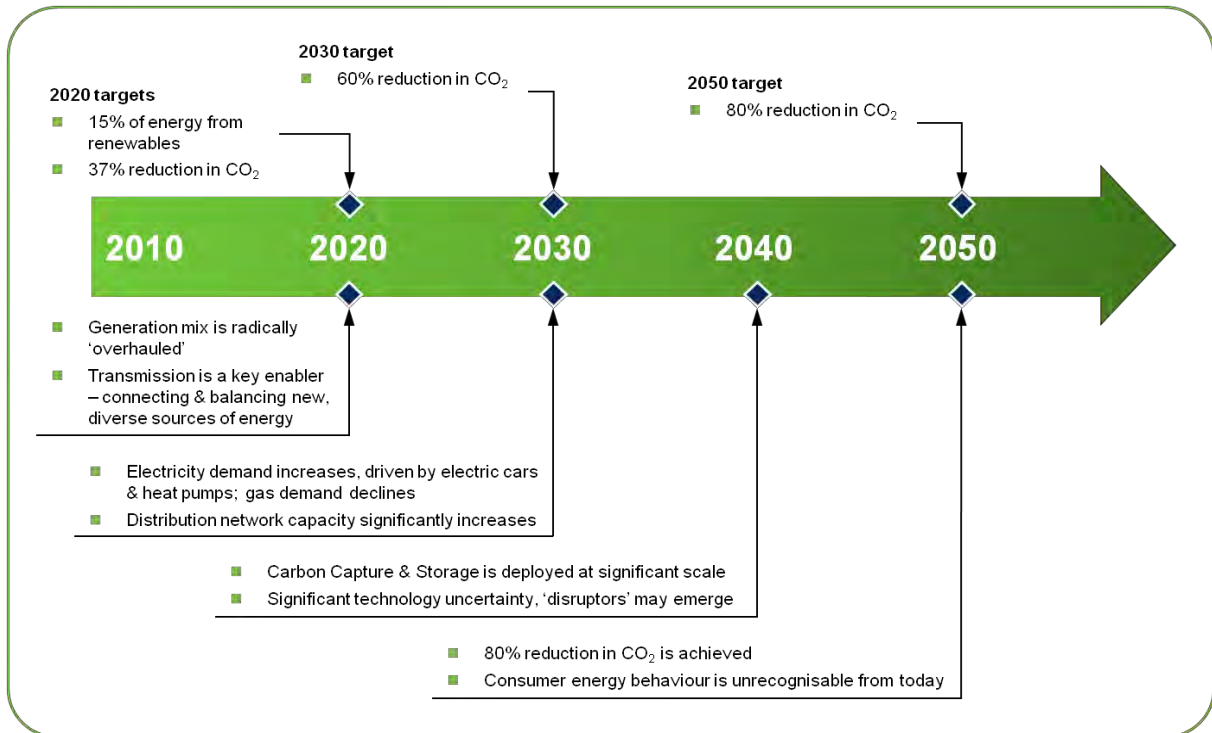 2030 target
60% reduction in CO₂
2050 target
80% reduction in CO₂
2020 targets
15% of energy from
renewables
37% reduction in CO₂
2010 2020 2030 2040 2050
Generation mix is radically
‘overhauled’
Transmission is a key enabler
– connecting & balancing new,
diverse sources of energy
Electricity demand increases, driven by electric cars
& heat pumps; gas demand declines
Distribution network capacity significantly increases
Carbon Capture & Storage is deployed at significant scale
Significant technology uncertainty, ‘disruptors’ may emerge
80% reduction in CO₂ is achieved
Consumer energy behaviour is unrecognisable from today